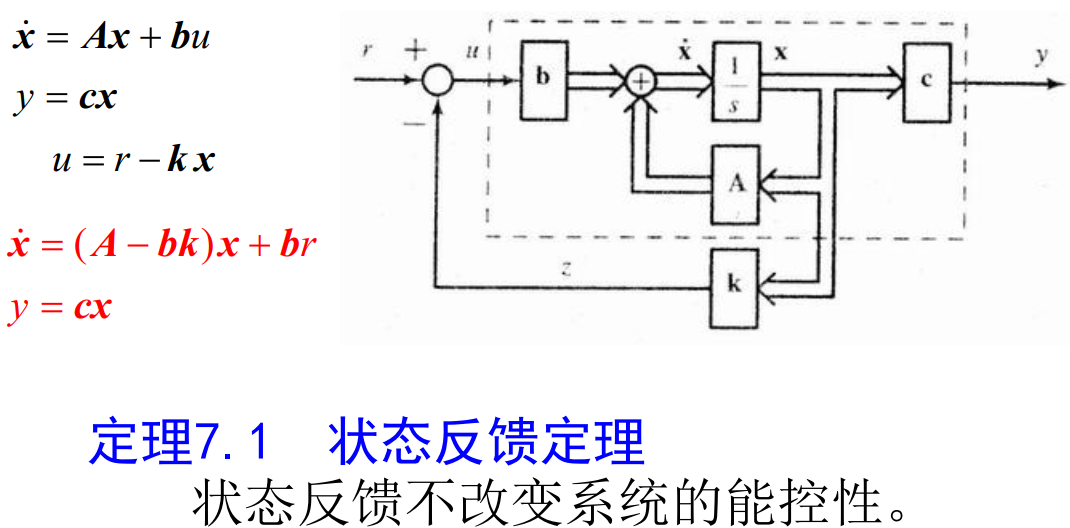 ẋ = Ax + bu
y = cx
u = r − kx
ẋ = (A − bk)x + br
y = cx
r + u b + ẋ 1/s x c y
−
A
z k
定理7.1 状态反馈定理
状态反馈不改变系统的能控性。